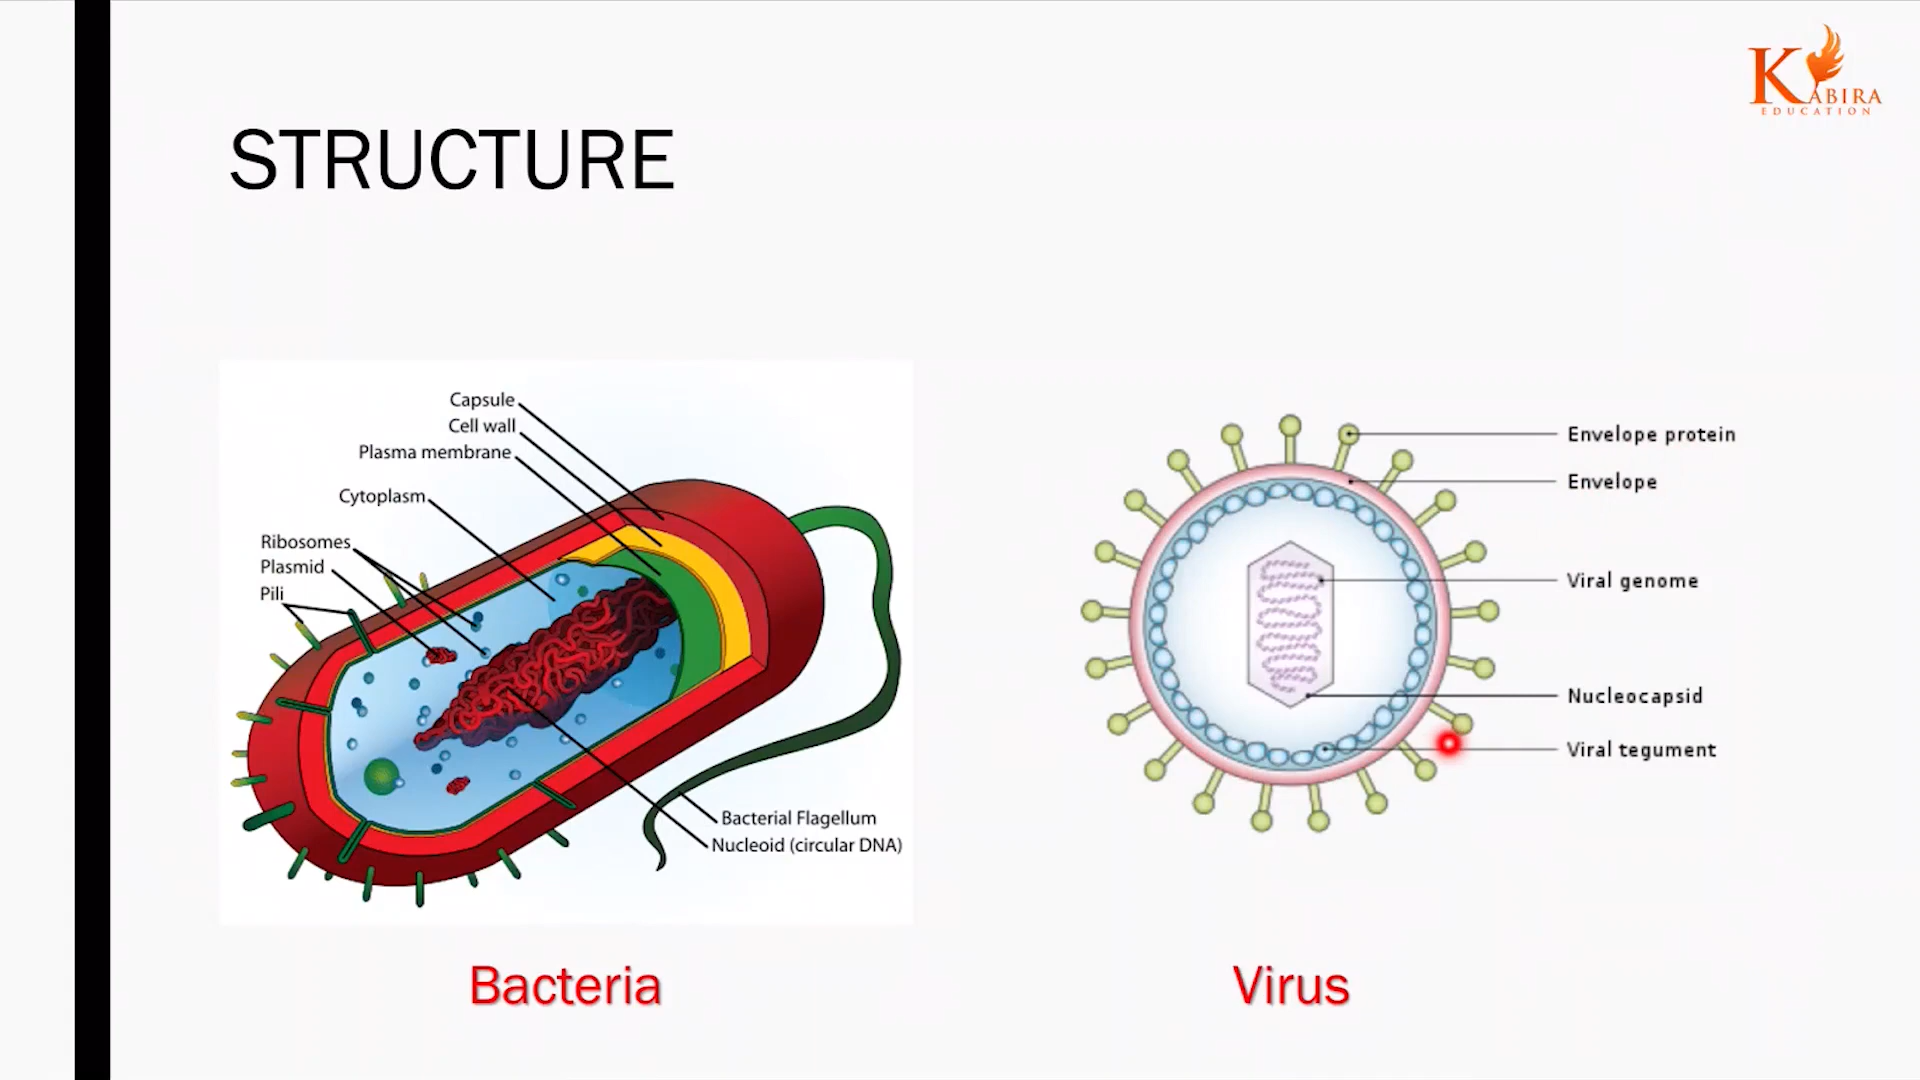 KABIRA
EDUCATION
STRUCTURE
Capsule
Cell wall
Plasma membrane
Cytoplasm
Ribosomes
Plasmid
Pili
Bacterial Flagellum
Nucleoid (circular DNA)
Bacteria
Envelope protein
Envelope
Viral genome
Nucleocapsid
Viral tegument
Virus